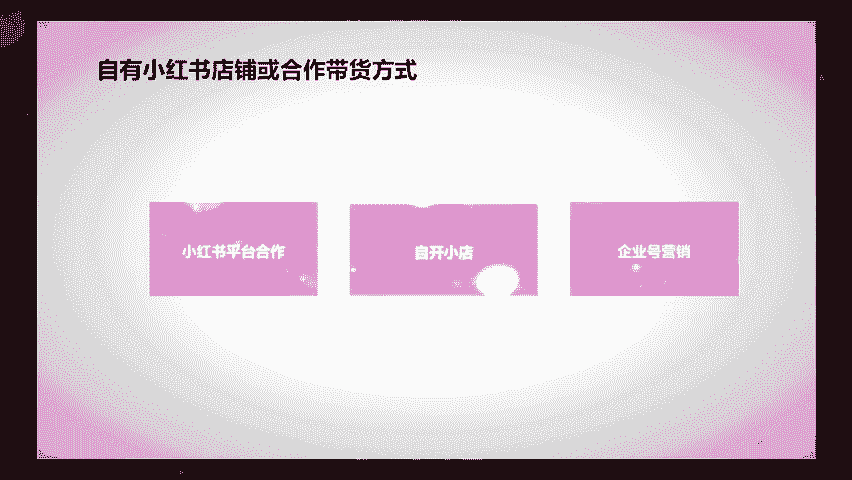 自有小红书店铺或合作带货方式
小红书平台合作
自开小店
企业号营销